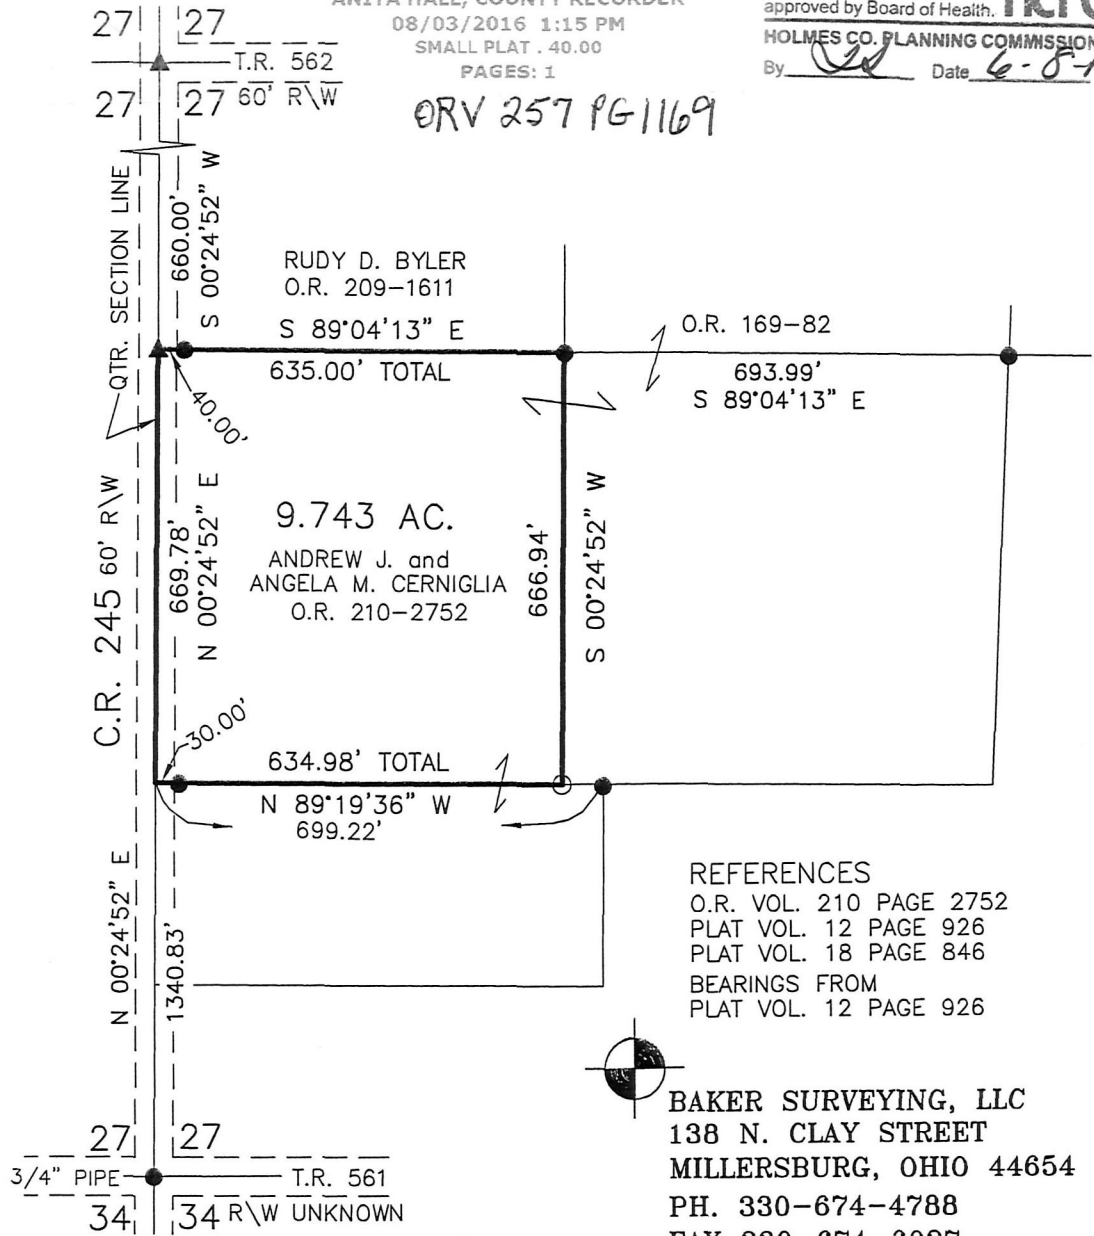 ANITA HALL, COUNTY RECORDER
08/03/2016 1:15 PM
SMALL PLAT . 40.00
PAGES: 1
ORV 257 PG 1169
approved by Board of Health.
HOLMES CO. PLANNING COMMISSION
By Date 6-8-1
27 27
T.R. 562
27 27 60' R\W
QTR. SECTION LINE
660.00'
S 00°24'52" W
RUDY D. BYLER
O.R. 209-1611
S 89°04'13" E
635.00' TOTAL
O.R. 169-82
693.99'
S 89°04'13" E
40.00'
C.R. 245 60' R\W
669.78'
N 00°24'52" E
9.743 AC.
ANDREW J. and
ANGELA M. CERNIGLIA
O.R. 210-2752
666.94'
S 00°24'52" W
30.00'
634.98' TOTAL
N 89°19'36" W
699.22'
N 00°24'52" E
1340.83'
REFERENCES
O.R. VOL. 210 PAGE 2752
PLAT VOL. 12 PAGE 926
PLAT VOL. 18 PAGE 846
BEARINGS FROM
PLAT VOL. 12 PAGE 926
BAKER SURVEYING, LLC
138 N. CLAY STREET
MILLERSBURG, OHIO 44654
PH. 330-674-4788
27 27
3/4" PIPE
T.R. 561
34 34 R\W UNKNOWN